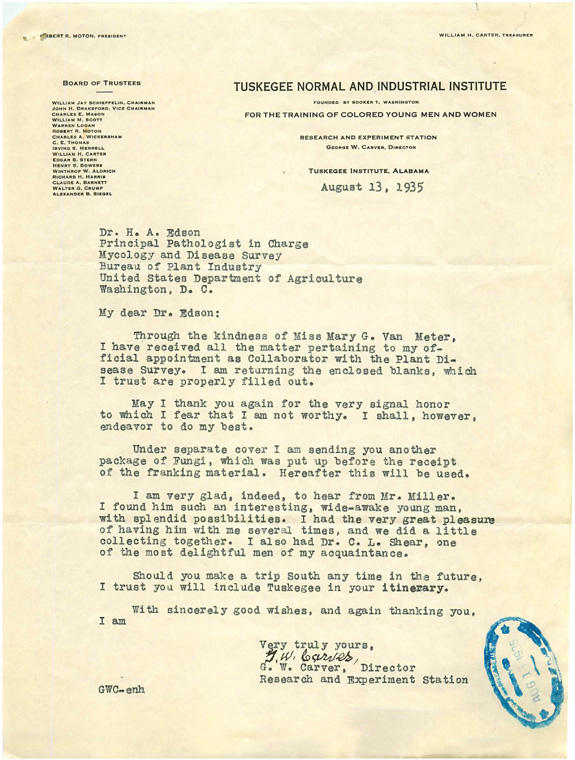 ROBERT R. MOTON, PRESIDENT
WILLIAM H. CARTER, TREASURER
BOARD OF TRUSTEES
WILLIAM JAY SCHIEFFELIN, CHAIRMAN
JOHN H. DRAKEFORD, VICE CHAIRMAN
CHARLES E. MASON
WILLIAM M. SCOTT
WARREN LOGAN
ROBERT R. MOTON
CHARLES A. WICKERSHAM
C. E. THOMAS
IRVING S. MERRELL
WILLIAM H. CARTER
EDGAR B. STERN
HENRY S. BOWERS
WINTHROP W. ALDRICH
RICHARD H. HARRIS
CLAUDE A. BARNETT
WALTER G. CRUMP
ALEXANDER B. SIEGEL
TUSKEGEE NORMAL AND INDUSTRIAL INSTITUTE
FOUNDED BY BOOKER T. WASHINGTON
FOR THE TRAINING OF COLORED YOUNG MEN AND WOMEN
RESEARCH AND EXPERIMENT STATION
GEORGE W. CARVER, DIRECTOR
TUSKEGEE INSTITUTE, ALABAMA
August 13, 1935
Dr. H. A. Edson
Principal Pathologist in Charge
Mycology and Disease Survey
Bureau of Plant Industry
United States Department of Agriculture
Washington, D. C.
My dear Dr. Edson:
Through the kindness of Miss Mary G. Van Meter,
I have received all the matter pertaining to my of-
ficial appointment as Collaborator with the Plant Di-
sease Survey. I am returning the enclosed blanks, which
I trust are properly filled out.
May I thank you again for the very signal honor
to which I fear that I am not worthy. I shall, however,
endeavor to do my best.
Under separate cover I am sending you another
package of Fungi, which was put up before the receipt
of the franking material. Hereafter this will be used.
I am very glad, indeed, to hear from Mr. Miller.
I found him such an interesting, wide-awake young man,
with splendid possibilities. I had the very great pleasure
of having him with me several times, and we did a little
collecting together. I also had Dr. C. L. Shear, one
of the most delightful men of my acquaintance.
Should you make a trip South any time in the future,
I trust you will include Tuskegee in your itinerary.
With sincerely good wishes, and again thanking you,
I am
Very truly yours,
G. W. Carver,
G. W. Carver, Director
Research and Experiment Station
GWC-enh
AUG 1 1935